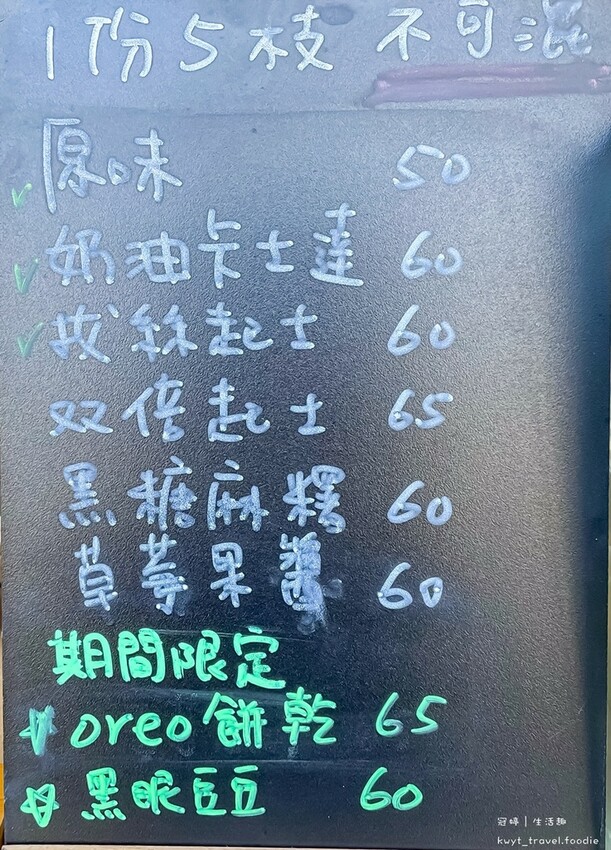 1份5枝 不可混
原味 50
奶油卡士達 60
拔絲起士 60
双倍起士 65
黑糖麻糬 60
草莓果醬 60
期間限定
oreo餅乾 65
黑眼豆豆 60
冠婷｜生活趣
kwyt_travel.foodie